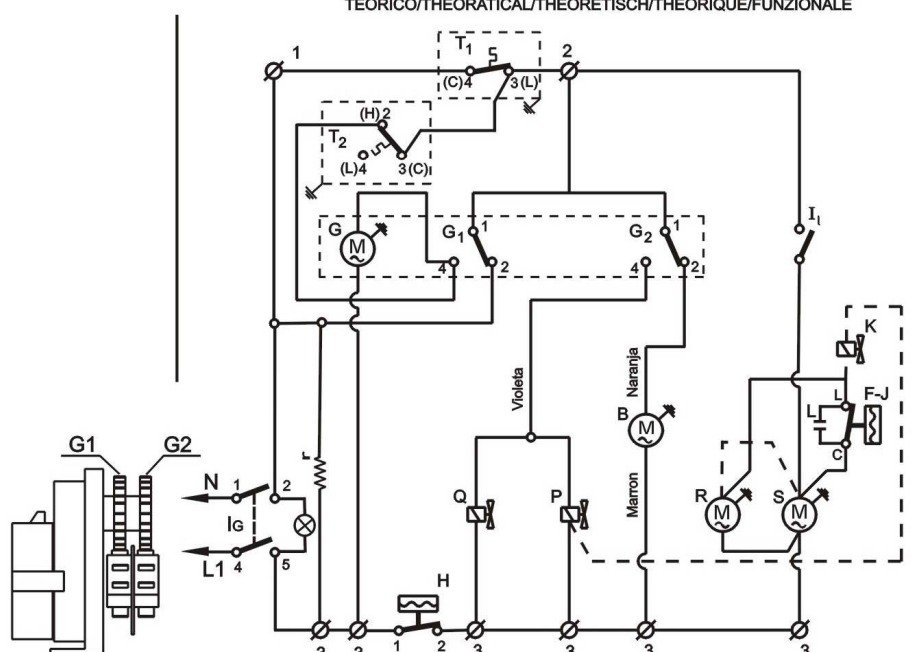 TEORICO/THEORATICAL/THEORETISCH/THEORIQUE/FUNZIONALE
1
T1
2
(C)4
3(L)
(H)2
T2
(L)4
3(C)
G
M
G1
1
4
2
G2
1
4
2
Il
K
Violeta
Naranja
L
F-J
L
C
B
M
G1
G2
N
1
2
r
Q
P
Marron
R
M
S
M
IG
L1
4
5
H
1
2
3
3
3
3
3